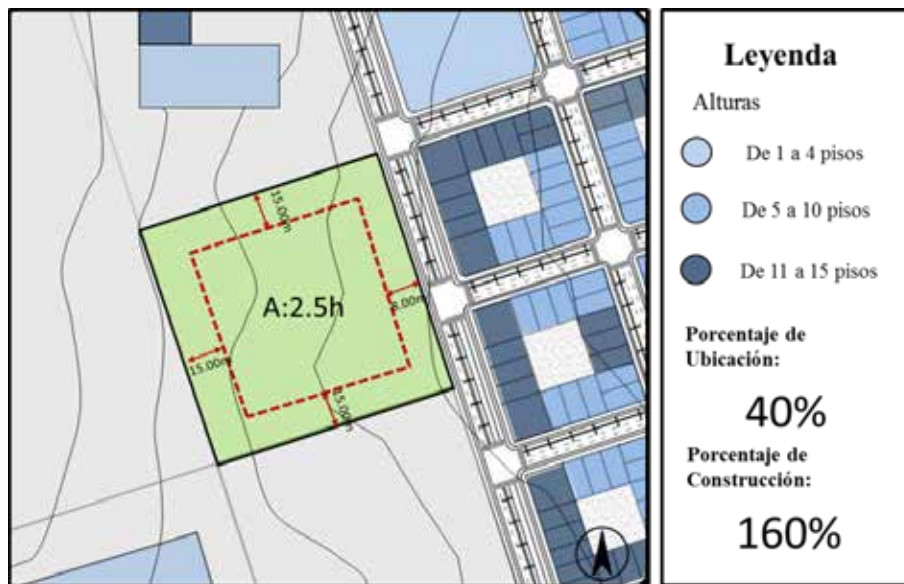 15.00m
A:2.5h
8.00m
15.00m
15.00m
Leyenda
Alturas
De 1 a 4 pisos
De 5 a 10 pisos
De 11 a 15 pisos
Porcentaje de
Ubicación:
40%
Porcentaje de
Construcción:
160%